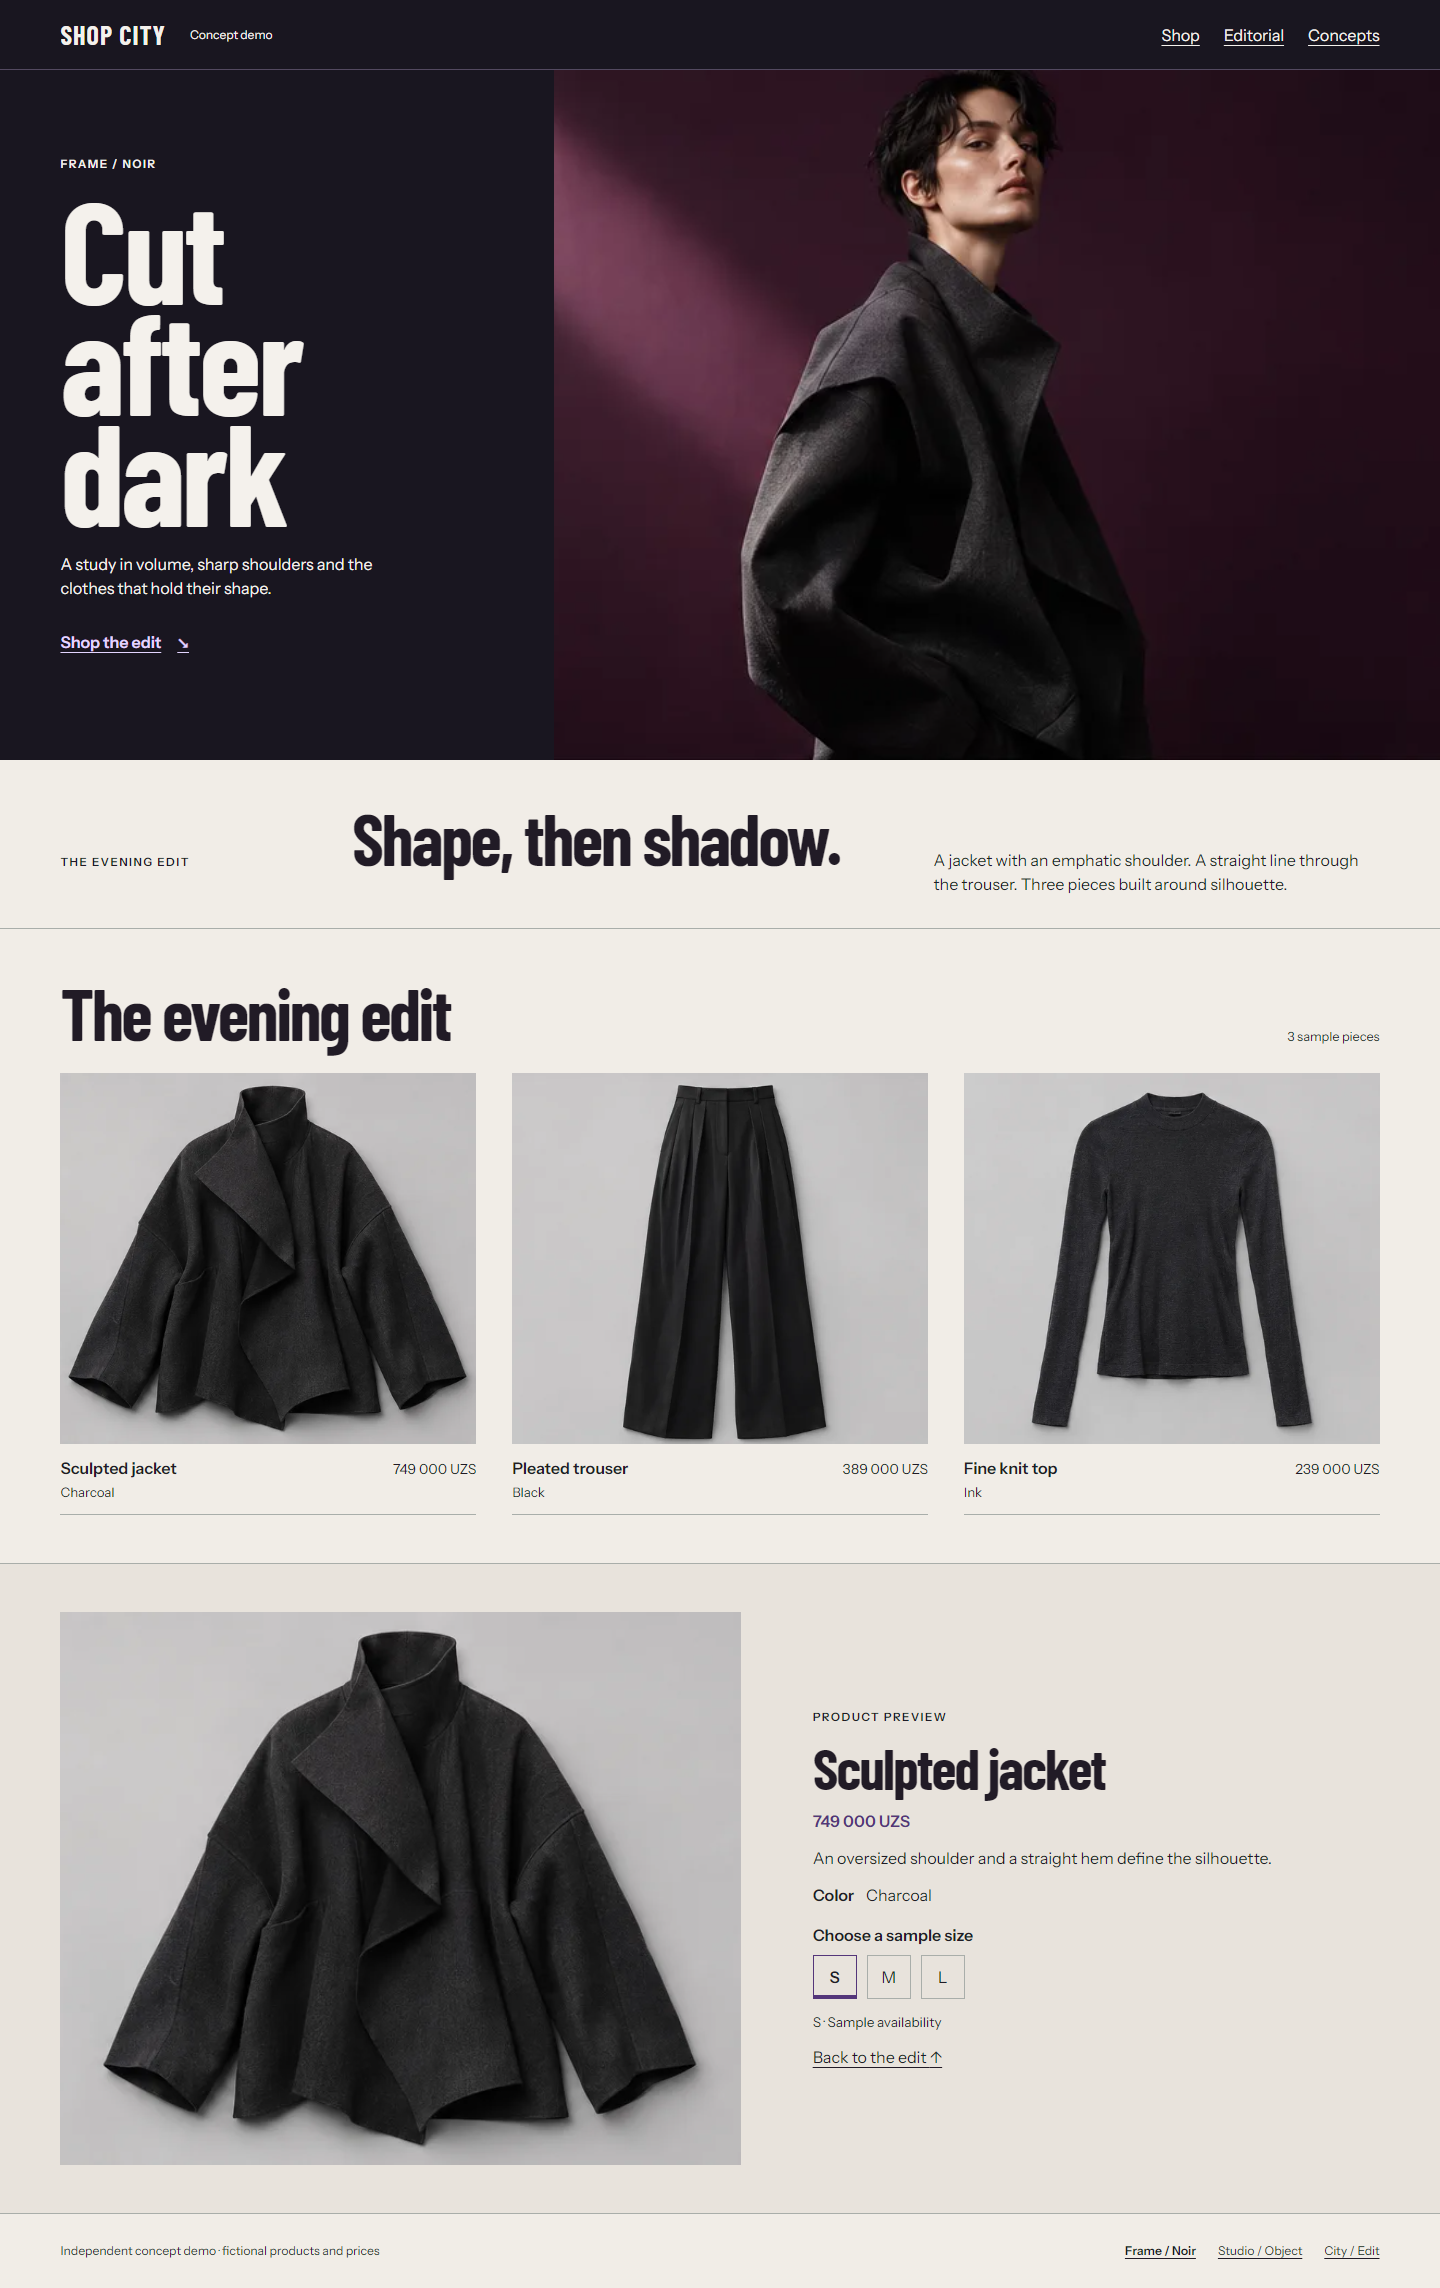 SHOP CITY Concept demo Shop Editorial Concepts
FRAME / NOIR
Cut
after
dark
A study in volume, sharp shoulders and the
clothes that hold their shape.
Shop the edit ↘
THE EVENING EDIT
Shape, then shadow.
A jacket with an emphatic shoulder. A straight line through
the trouser. Three pieces built around silhouette.
The evening edit
3 sample pieces
Sculpted jacket 749 000 UZS
Charcoal
Pleated trouser 389 000 UZS
Black
Fine knit top 239 000 UZS
Ink
PRODUCT PREVIEW
Sculpted jacket
749 000 UZS
An oversized shoulder and a straight hem define the silhouette.
Color Charcoal
Choose a sample size
S M L
S · Sample availability
Back to the edit ↑
Independent concept demo · fictional products and prices Frame / Noir Studio / Object City / Edit